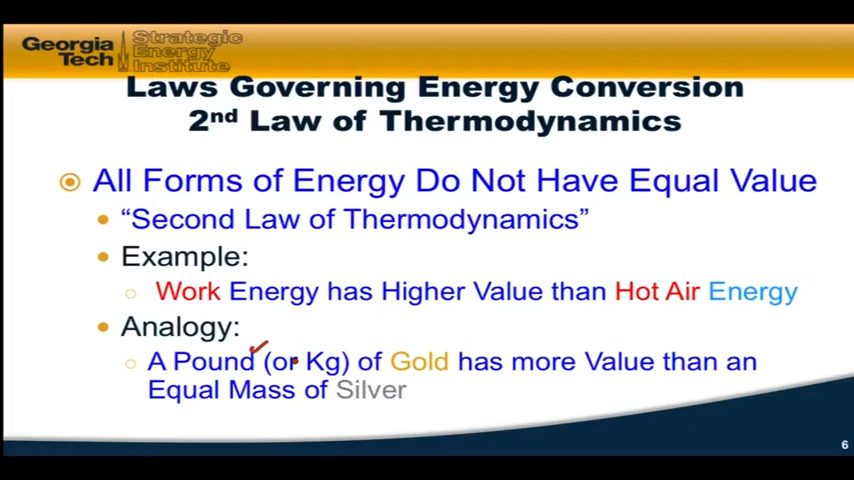 Georgia Tech
Strategic Energy Institute
Laws Governing Energy Conversion
2nd Law of Thermodynamics
All Forms of Energy Do Not Have Equal Value
“Second Law of Thermodynamics”
Example:
Work Energy has Higher Value than Hot Air Energy
Analogy:
A Pound (or Kg) of Gold has more Value than an
Equal Mass of Silver
6